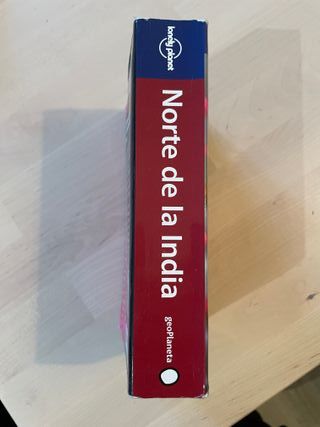 lonely planet
Norte de la India
geoPlaneta